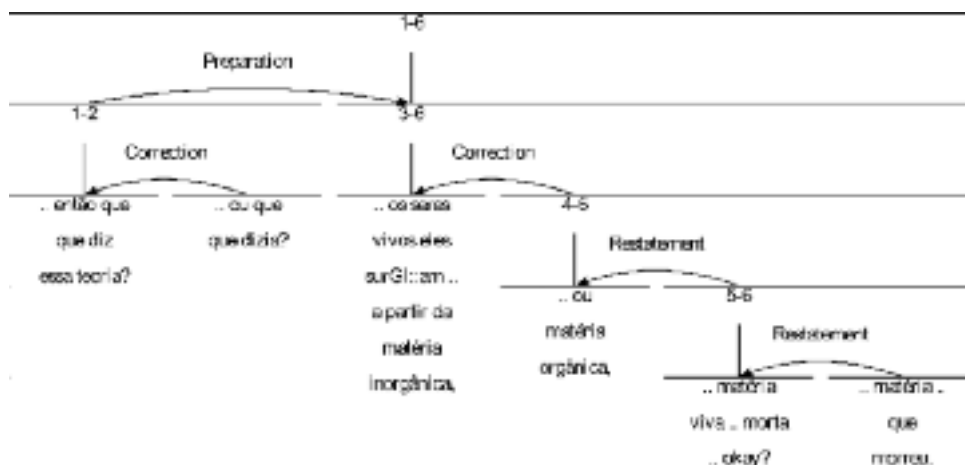 1-6
Preparation
1-2
3-6
Correction
Correction
.. então que
que diz
essa teoria?
.. ou que
que dizia?
.. os seres
vivos eles
surGI::am ..
a partir da
matéria
inorgânica,
4-6
Restatement
.. ou
matéria
orgânica,
5-6
Restatement
.. matéria
viva .. morta
.. okay?
.. matéria ..
que
morreu.